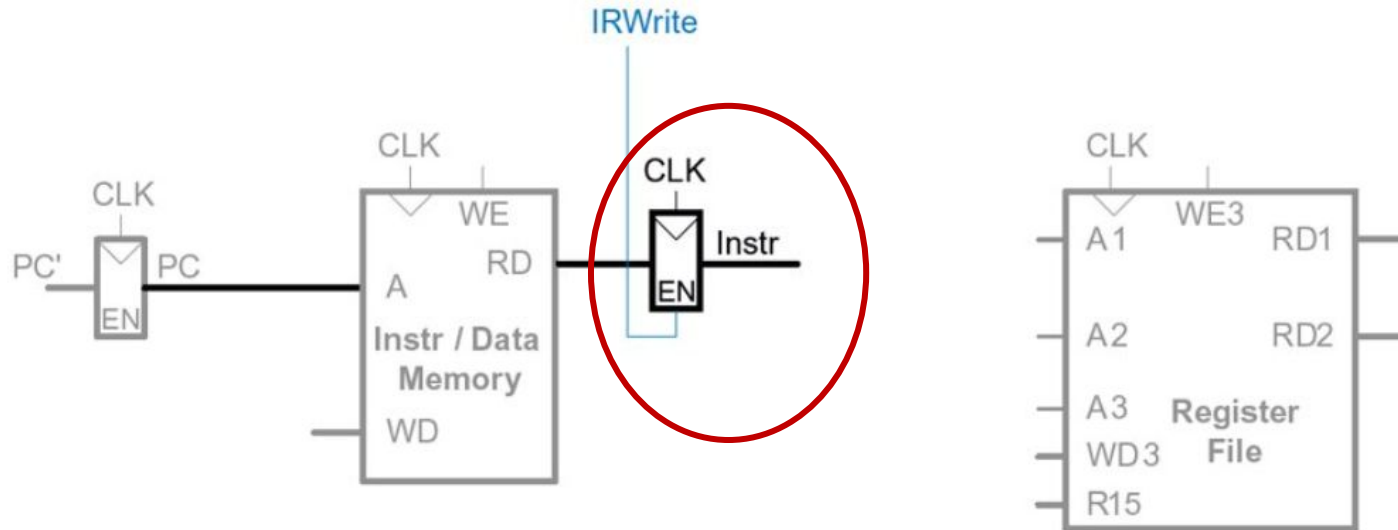 IRWrite
CLK
PC'
EN
PC
CLK
WE
A
RD
Instr / Data
Memory
WD
CLK
EN
Instr
CLK
WE3
A1
RD1
A2
RD2
A3
Register
File
WD3
R15